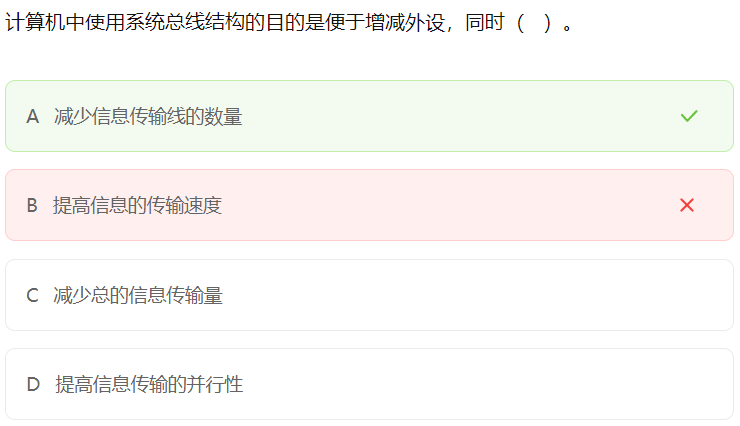 计算机中使用系统总线结构的目的是便于增减外设，同时（ ）。
A 减少信息传输线的数量
B 提高信息的传输速度
C 减少总的信息传输量
D 提高信息传输的并行性